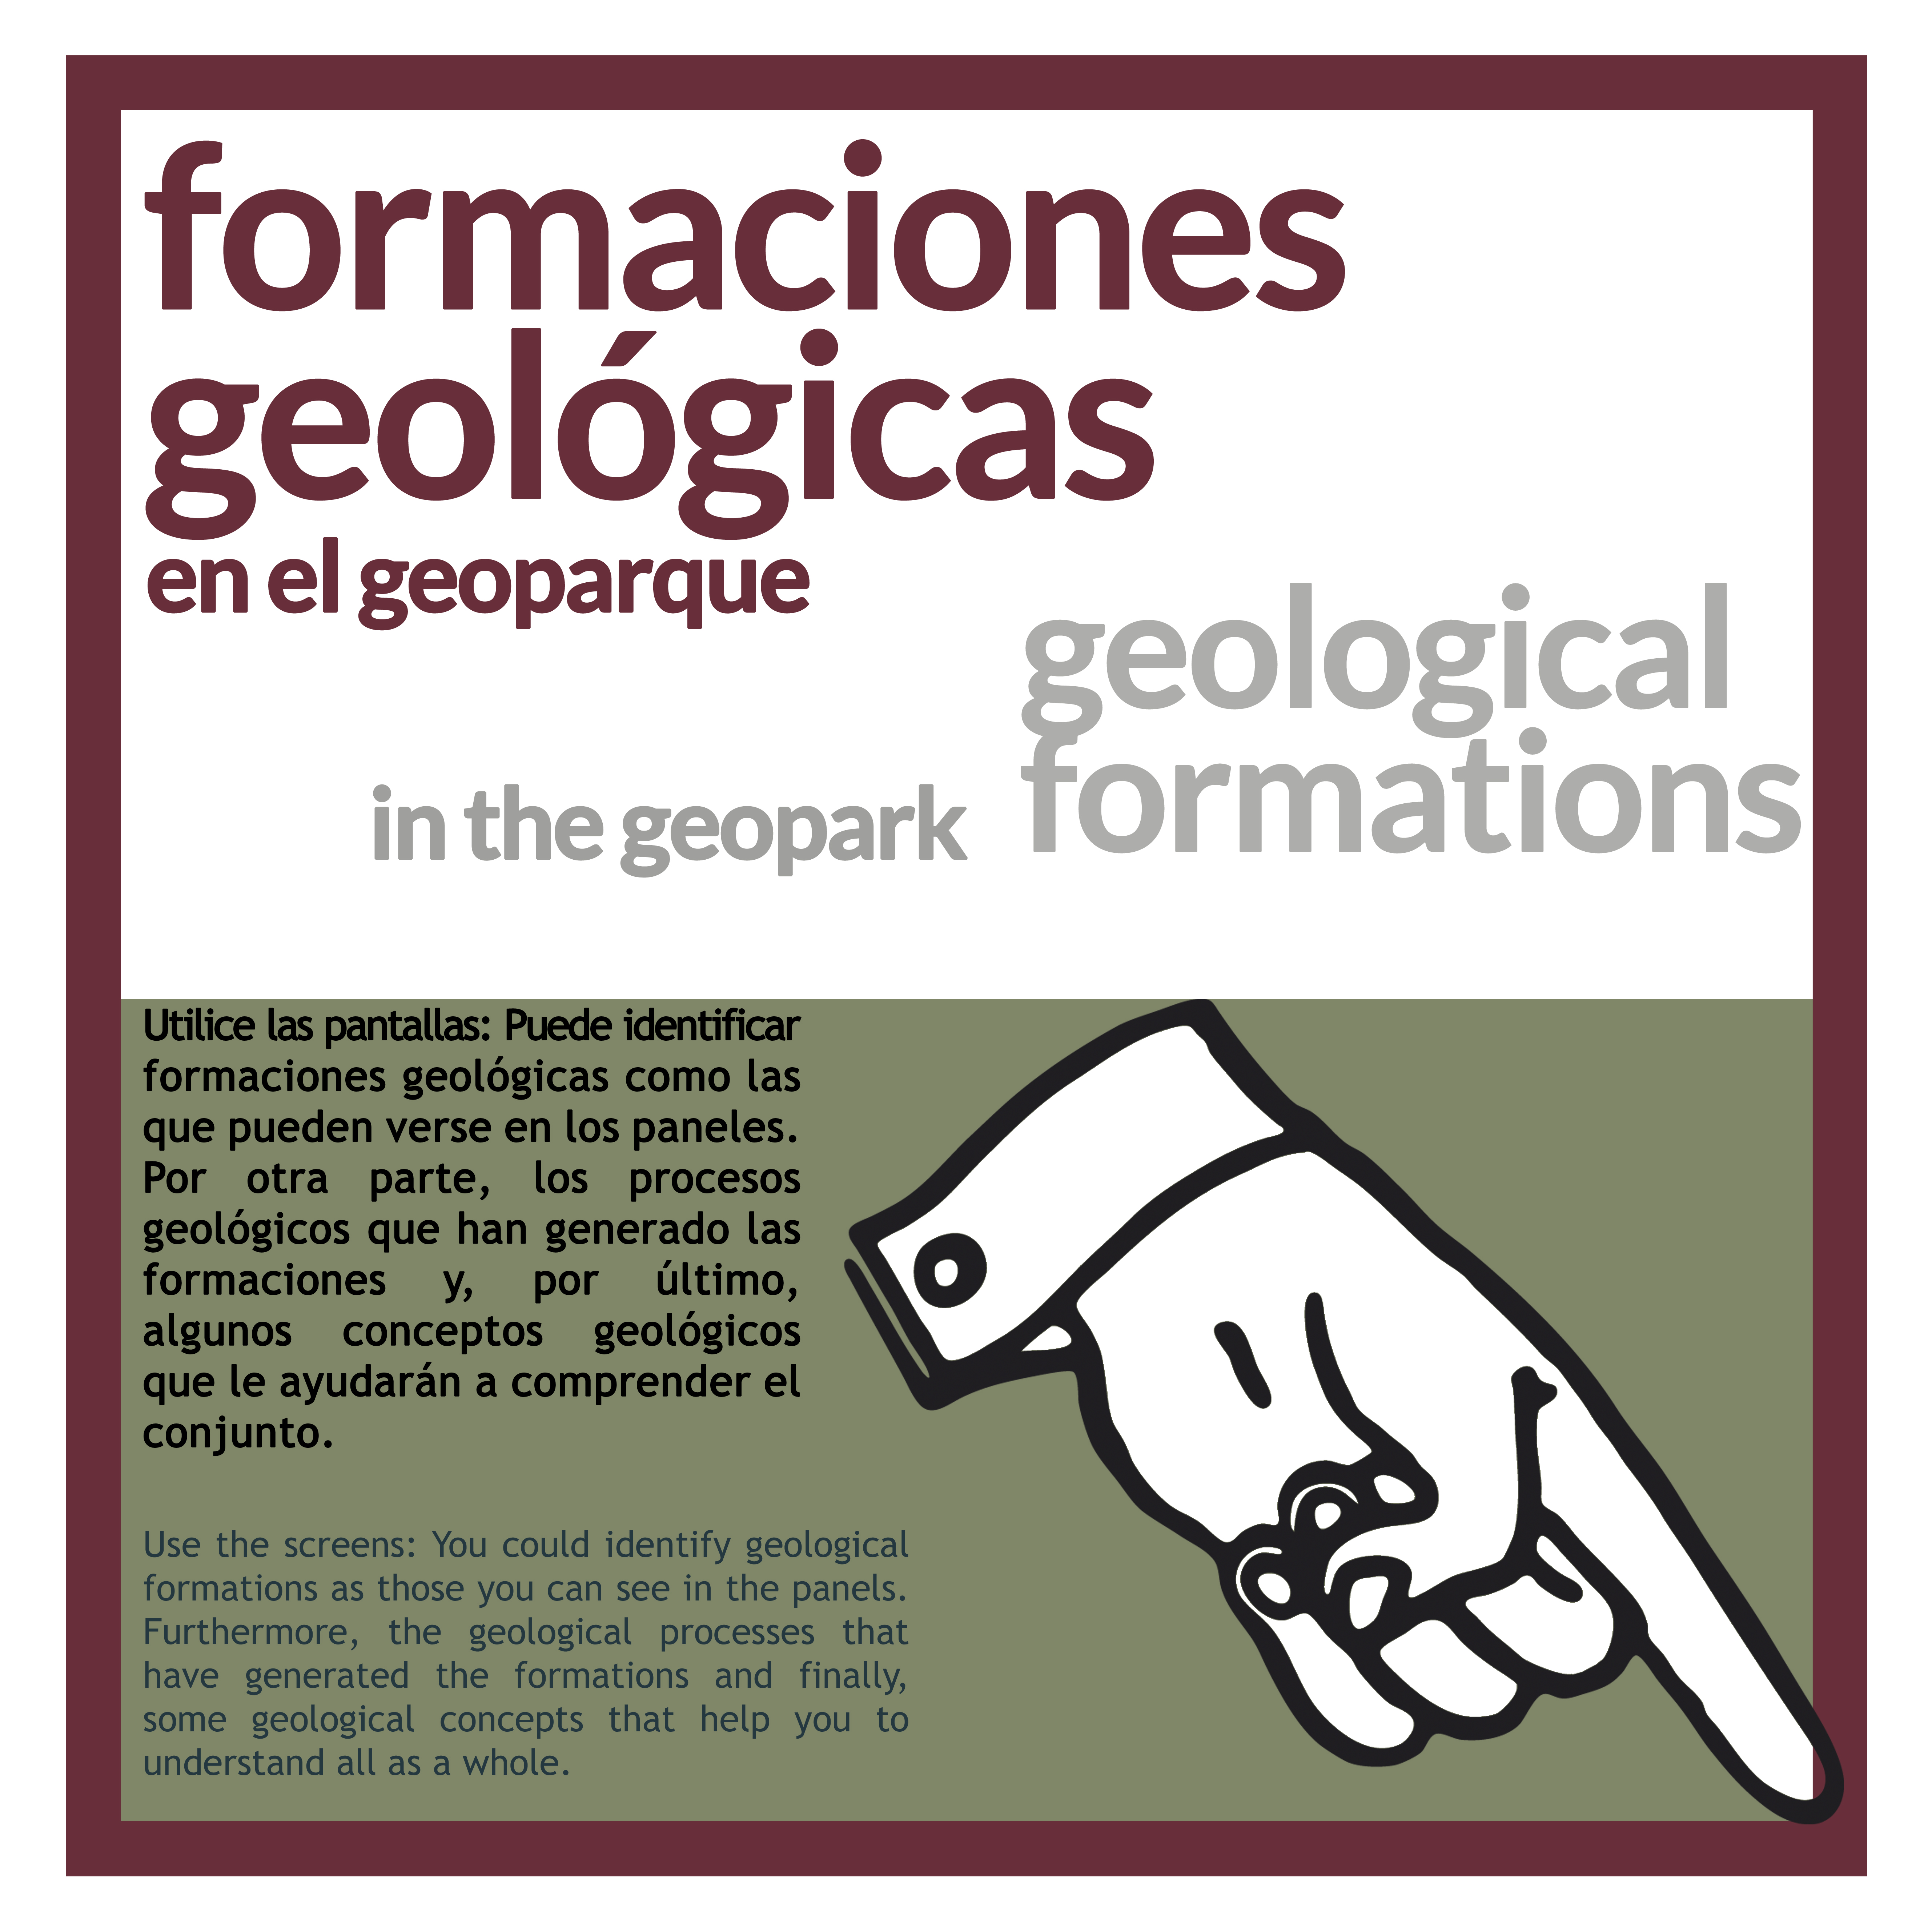 formaciones
geológicas
en el geoparque
geological
formations
in the geopark
Utilice las pantallas: Puede identificar
formaciones geológicas como las
que pueden verse en los paneles.
Por otra parte, los procesos
geológicos que han generado las
formaciones y, por último,
algunos conceptos geológicos
que le ayudarán a comprender el
conjunto.
Use the screens: You could identify geological
formations as those you can see in the panels.
Furthermore, the geological processes that
have generated the formations and finally,
some geological concepts that help you to
understand all as a whole.